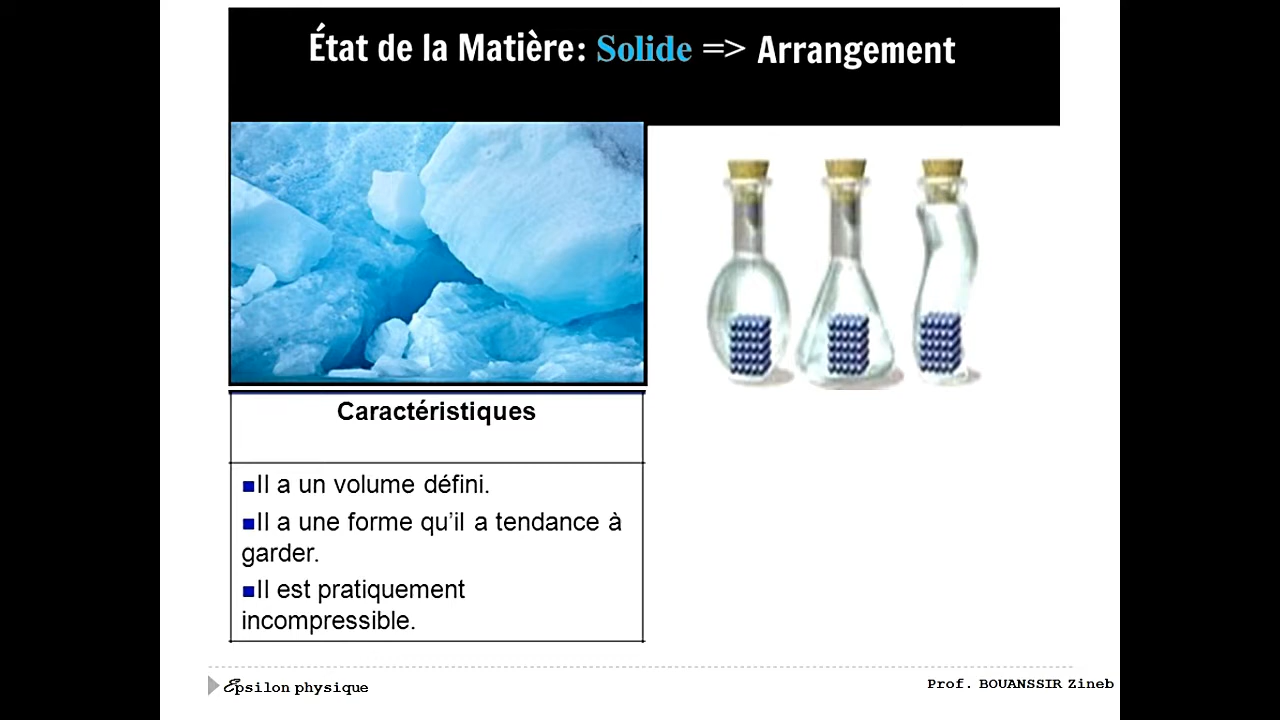 État de la Matière: Solide => Arrangement
Caractéristiques
Il a un volume défini.
Il a une forme qu’il a tendance à
garder.
Il est pratiquement
incompressible.
Epsilon physique
Prof. BOUANSSIR Zineb